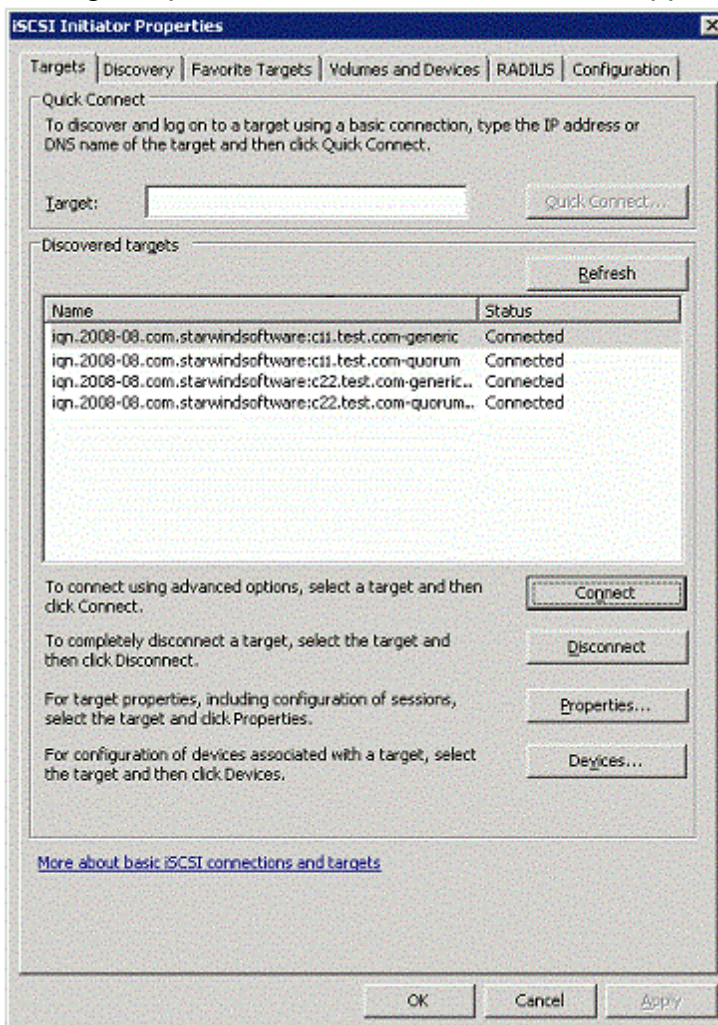 iSCSI Initiator Properties
Targets Discovery Favorite Targets Volumes and Devices RADIUS Configuration
Quick Connect
To discover and log on to a target using a basic connection, type the IP address or
DNS name of the target and then click Quick Connect.
Target:
Quick Connect...
Discovered targets
Refresh
Name Status
iqn.2008-08.com.starwindsoftware:c11.test.com-generic Connected
iqn.2008-08.com.starwindsoftware:c11.test.com-quorum Connected
iqn.2008-08.com.starwindsoftware:c22.test.com-generic.. Connected
iqn.2008-08.com.starwindsoftware:c22.test.com-quorum.. Connected
To connect using advanced options, select a target and then
click Connect.
Connect
To completely disconnect a target, select the target and
then click Disconnect.
Disconnect
For target properties, including configuration of sessions,
select the target and click Properties.
Properties...
For configuration of devices associated with a target, select
the target and then click Devices.
Devices...
More about basic iSCSI connections and targets
OK Cancel Apply